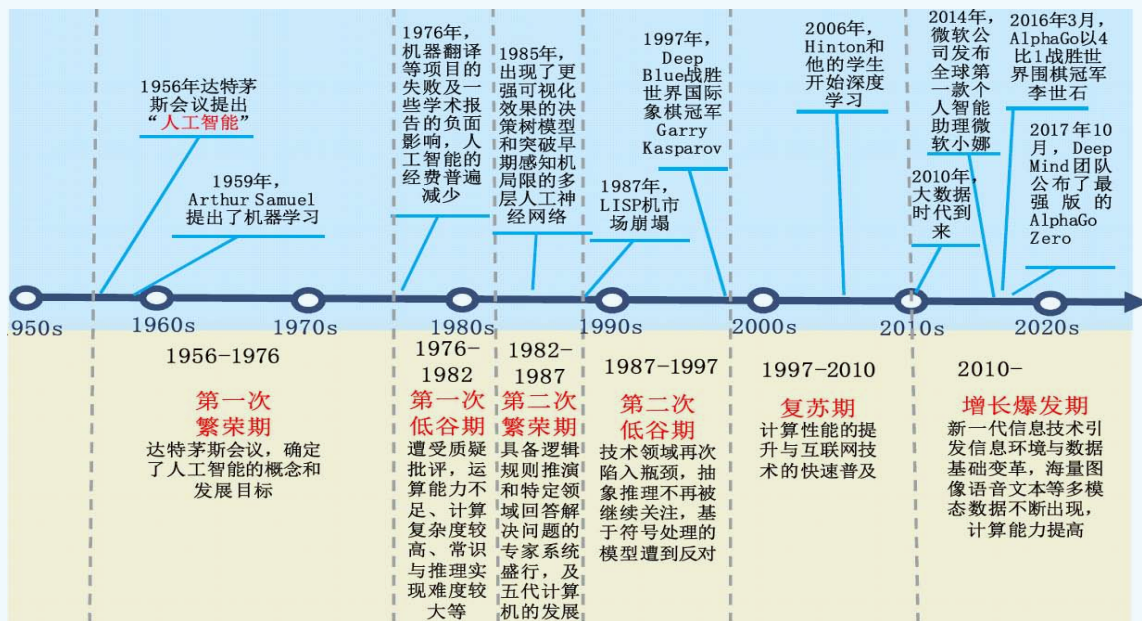 1956年达特茅
斯会议提出
“人工智能”
1959年，
Arthur Samuel
提出了机器学习
1976年，
机器翻译
等项目的
失败及一
些学术报
告的负面
影响，人
工智能的
经费普遍
减少
1985年，
出现了更
强可视化
效果的决
策树模型
和突破早
期感知机
局限的多
层人工神
经网络
1987年，
LISP机市
场崩塌
1997年，
Deep
Blue战胜
世界国际
象棋冠军
Garry
Kasparov
2006年，
Hinton和
他的学生
开始深度
学习
2010年，
大数据
时代到
来
2014年，
微软公
司发布
全球第
一款个
人智能
助理微
软小娜
2016年3月，
AlphaGo以4
比1战胜世
界围棋冠军
李世石
2017年10
月，Deep
Mind团队
公布了最
强版的
AlphaGo
Zero
1950s
1960s
1970s
1980s
1990s
2000s
2010s
2020s
1956-1976
第一次
繁荣期
达特茅斯会议，确定
了人工智能的概念和
发展目标
1976-
1982
第一次
低谷期
遭受质疑
批评，运
算能力不
足、计算
复杂度较
高、常识
与推理实
现难度较
大等
1982-
1987
第二次
繁荣期
具备逻辑
规则推演
和特定领
域回答解
决问题的
专家系统
盛行，及
五代计算
机的发展
1987-1997
第二次
低谷期
技术领域再次
陷入瓶颈，抽
象推理不再被
继续关注，基
于符号处理的
模型遭到反对
1997-2010
复苏期
计算性能的提
升与互联网技
术的快速普及
2010-
增长爆发期
新一代信息技术引
发信息环境与数据
基础变革，海量图
像语音文本等多模
态数据不断出现，
计算能力提高